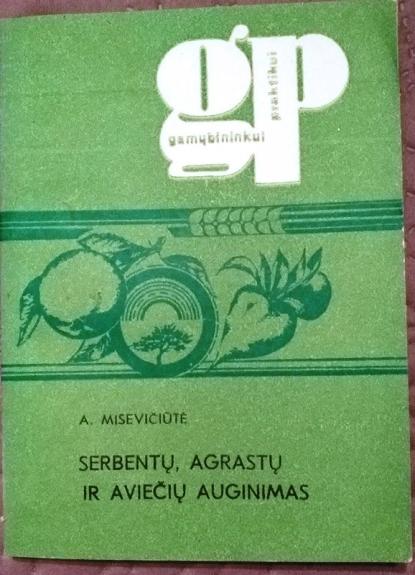 gp
praktikui
gamybininkui
A. MISEVIČIŪTĖ
SERBENTŲ, AGRASTŲ
IR AVIEČIŲ AUGINIMAS